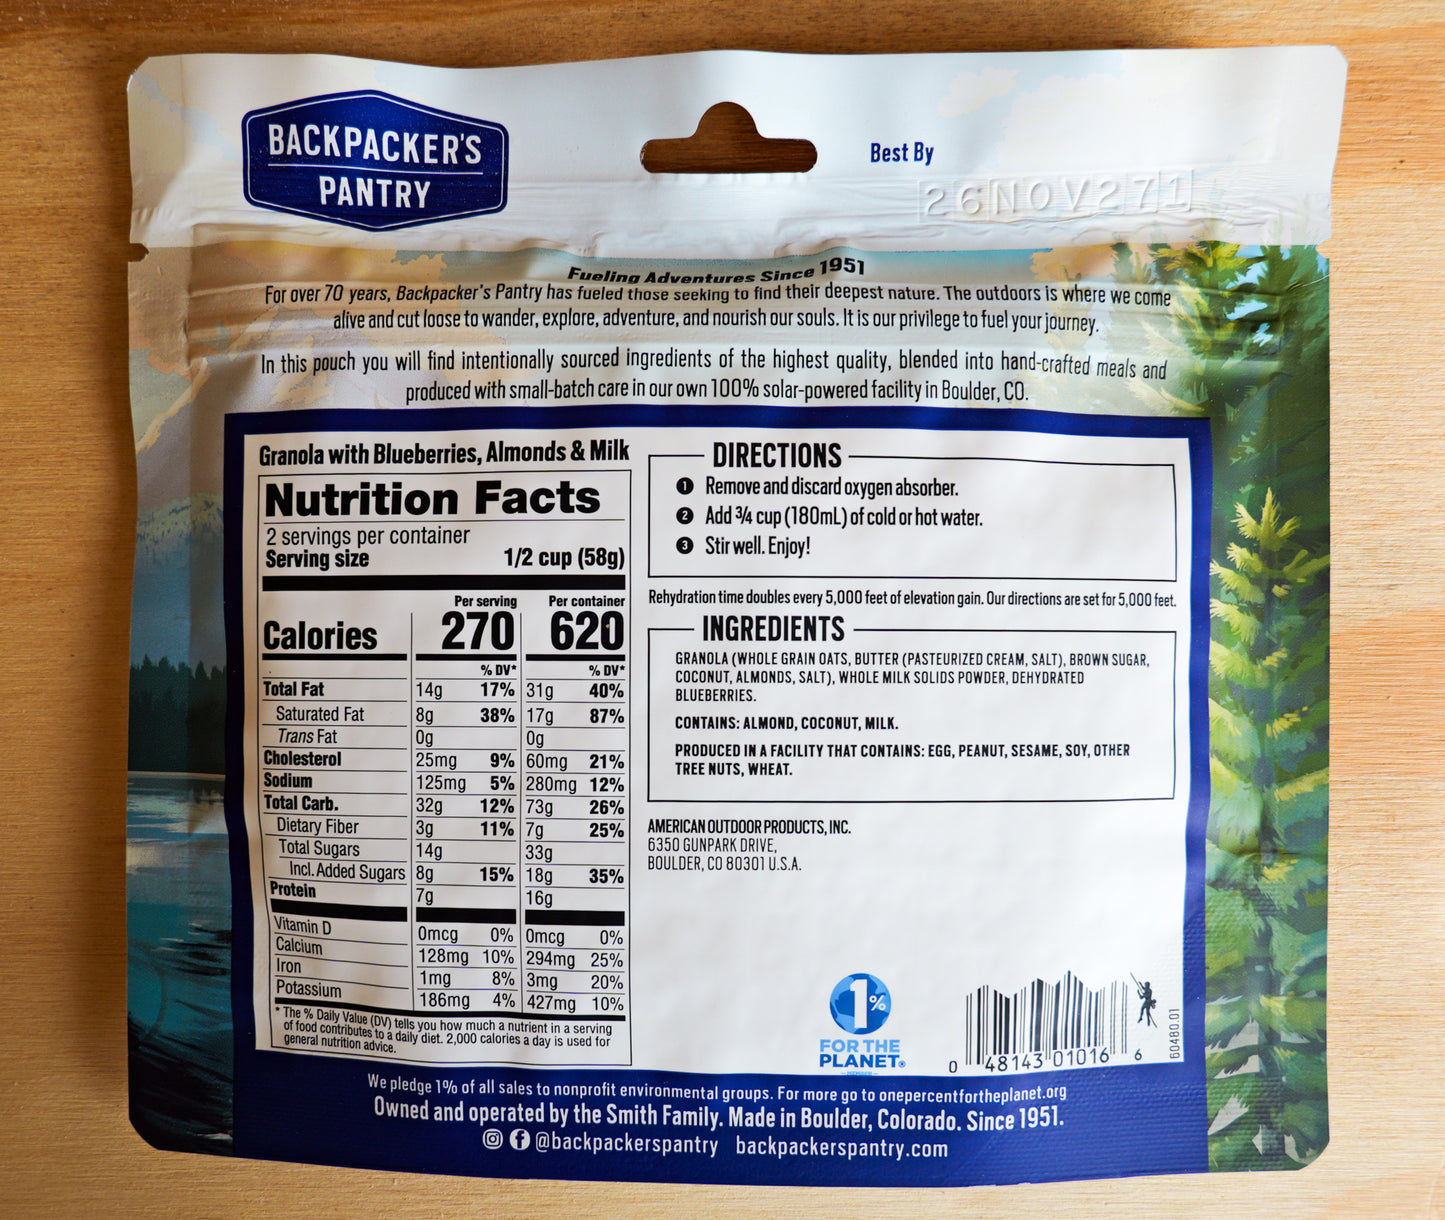 BACKPACKER'S
PANTRY
Best By
26NOV271
Fueling Adventures Since 1951
For over 70 years, Backpacker's Pantry has fueled those seeking to find their deepest nature. The outdoors is where we come
alive and cut loose to wander, explore, adventure, and nourish our souls. It is our privilege to fuel your journey.
In this pouch you will find intentionally sourced ingredients of the highest quality, blended into hand-crafted meals and
produced with small-batch care in our own 100% solar-powered facility in Boulder, CO.
Granola with Blueberries, Almonds & Milk
Nutrition Facts
2 servings per container
Serving size 1/2 cup (58g)
Per serving Per container
Calories 270 620
% DV* % DV*
Total Fat 14g 17% 31g 40%
Saturated Fat 8g 38% 17g 87%
Trans Fat 0g 0g
Cholesterol 25mg 9% 60mg 21%
Sodium 125mg 5% 280mg 12%
Total Carb. 32g 12% 73g 26%
Dietary Fiber 3g 11% 7g 25%
Total Sugars 14g 33g
Incl. Added Sugars 8g 15% 18g 35%
Protein 7g 16g
Vitamin D 0mcg 0% 0mcg 0%
Calcium 128mg 10% 294mg 25%
Iron 1mg 8% 3mg 20%
Potassium 186mg 4% 427mg 10%
* The % Daily Value (DV) tells you how much a nutrient in a serving
of food contributes to a daily diet. 2,000 calories a day is used for
general nutrition advice.
DIRECTIONS
1 Remove and discard oxygen absorber.
2 Add ¾ cup (180mL) of cold or hot water.
3 Stir well. Enjoy!
Rehydration time doubles every 5,000 feet of elevation gain. Our directions are set for 5,000 feet.
INGREDIENTS
GRANOLA (WHOLE GRAIN OATS, BUTTER (PASTEURIZED CREAM, SALT), BROWN SUGAR,
COCONUT, ALMONDS, SALT), WHOLE MILK SOLIDS POWDER, DEHYDRATED
BLUEBERRIES.
CONTAINS: ALMOND, COCONUT, MILK.
PRODUCED IN A FACILITY THAT CONTAINS: EGG, PEANUT, SESAME, SOY, OTHER
TREE NUTS, WHEAT.
AMERICAN OUTDOOR PRODUCTS, INC.
6350 GUNPARK DRIVE,
BOULDER, CO 80301 U.S.A.
1%
FOR THE
PLANET®
MEMBER
0 48143 01016 6
60480.01
We pledge 1% of all sales to nonprofit environmental groups. For more go to onepercentfortheplanet.org
Owned and operated by the Smith Family. Made in Boulder, Colorado. Since 1951.
@backpackerspantry backpackerspantry.com